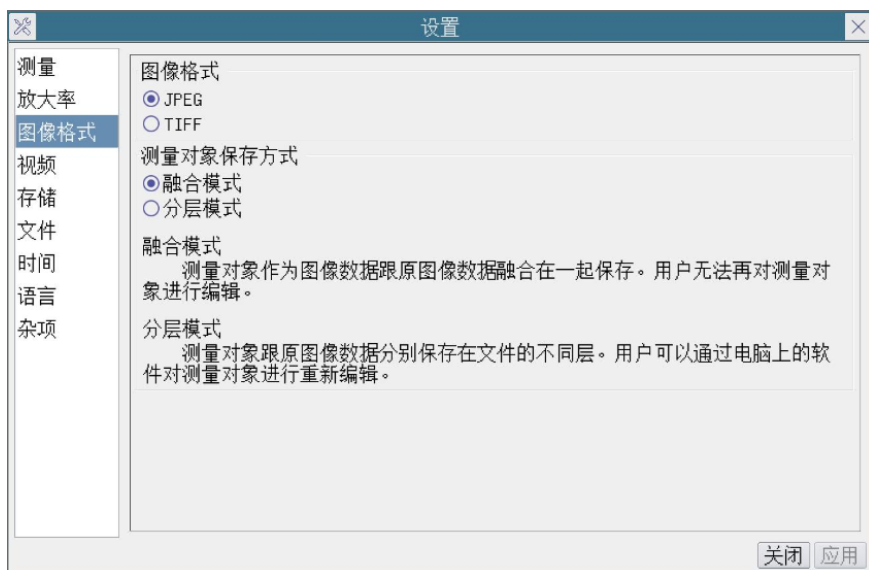 设置
测量
放大率
图像格式
视频
存储
文件
时间
语言
杂项
图像格式
JPEG
TIFF
测量对象保存方式
融合模式
分层模式
融合模式
测量对象作为图像数据跟原图像数据融合在一起保存。用户无法再对测量对
象进行编辑。
分层模式
测量对象跟原图像数据分别保存在文件的不同层。用户可以通过电脑上的软
件对测量对象进行重新编辑。
关闭
应用